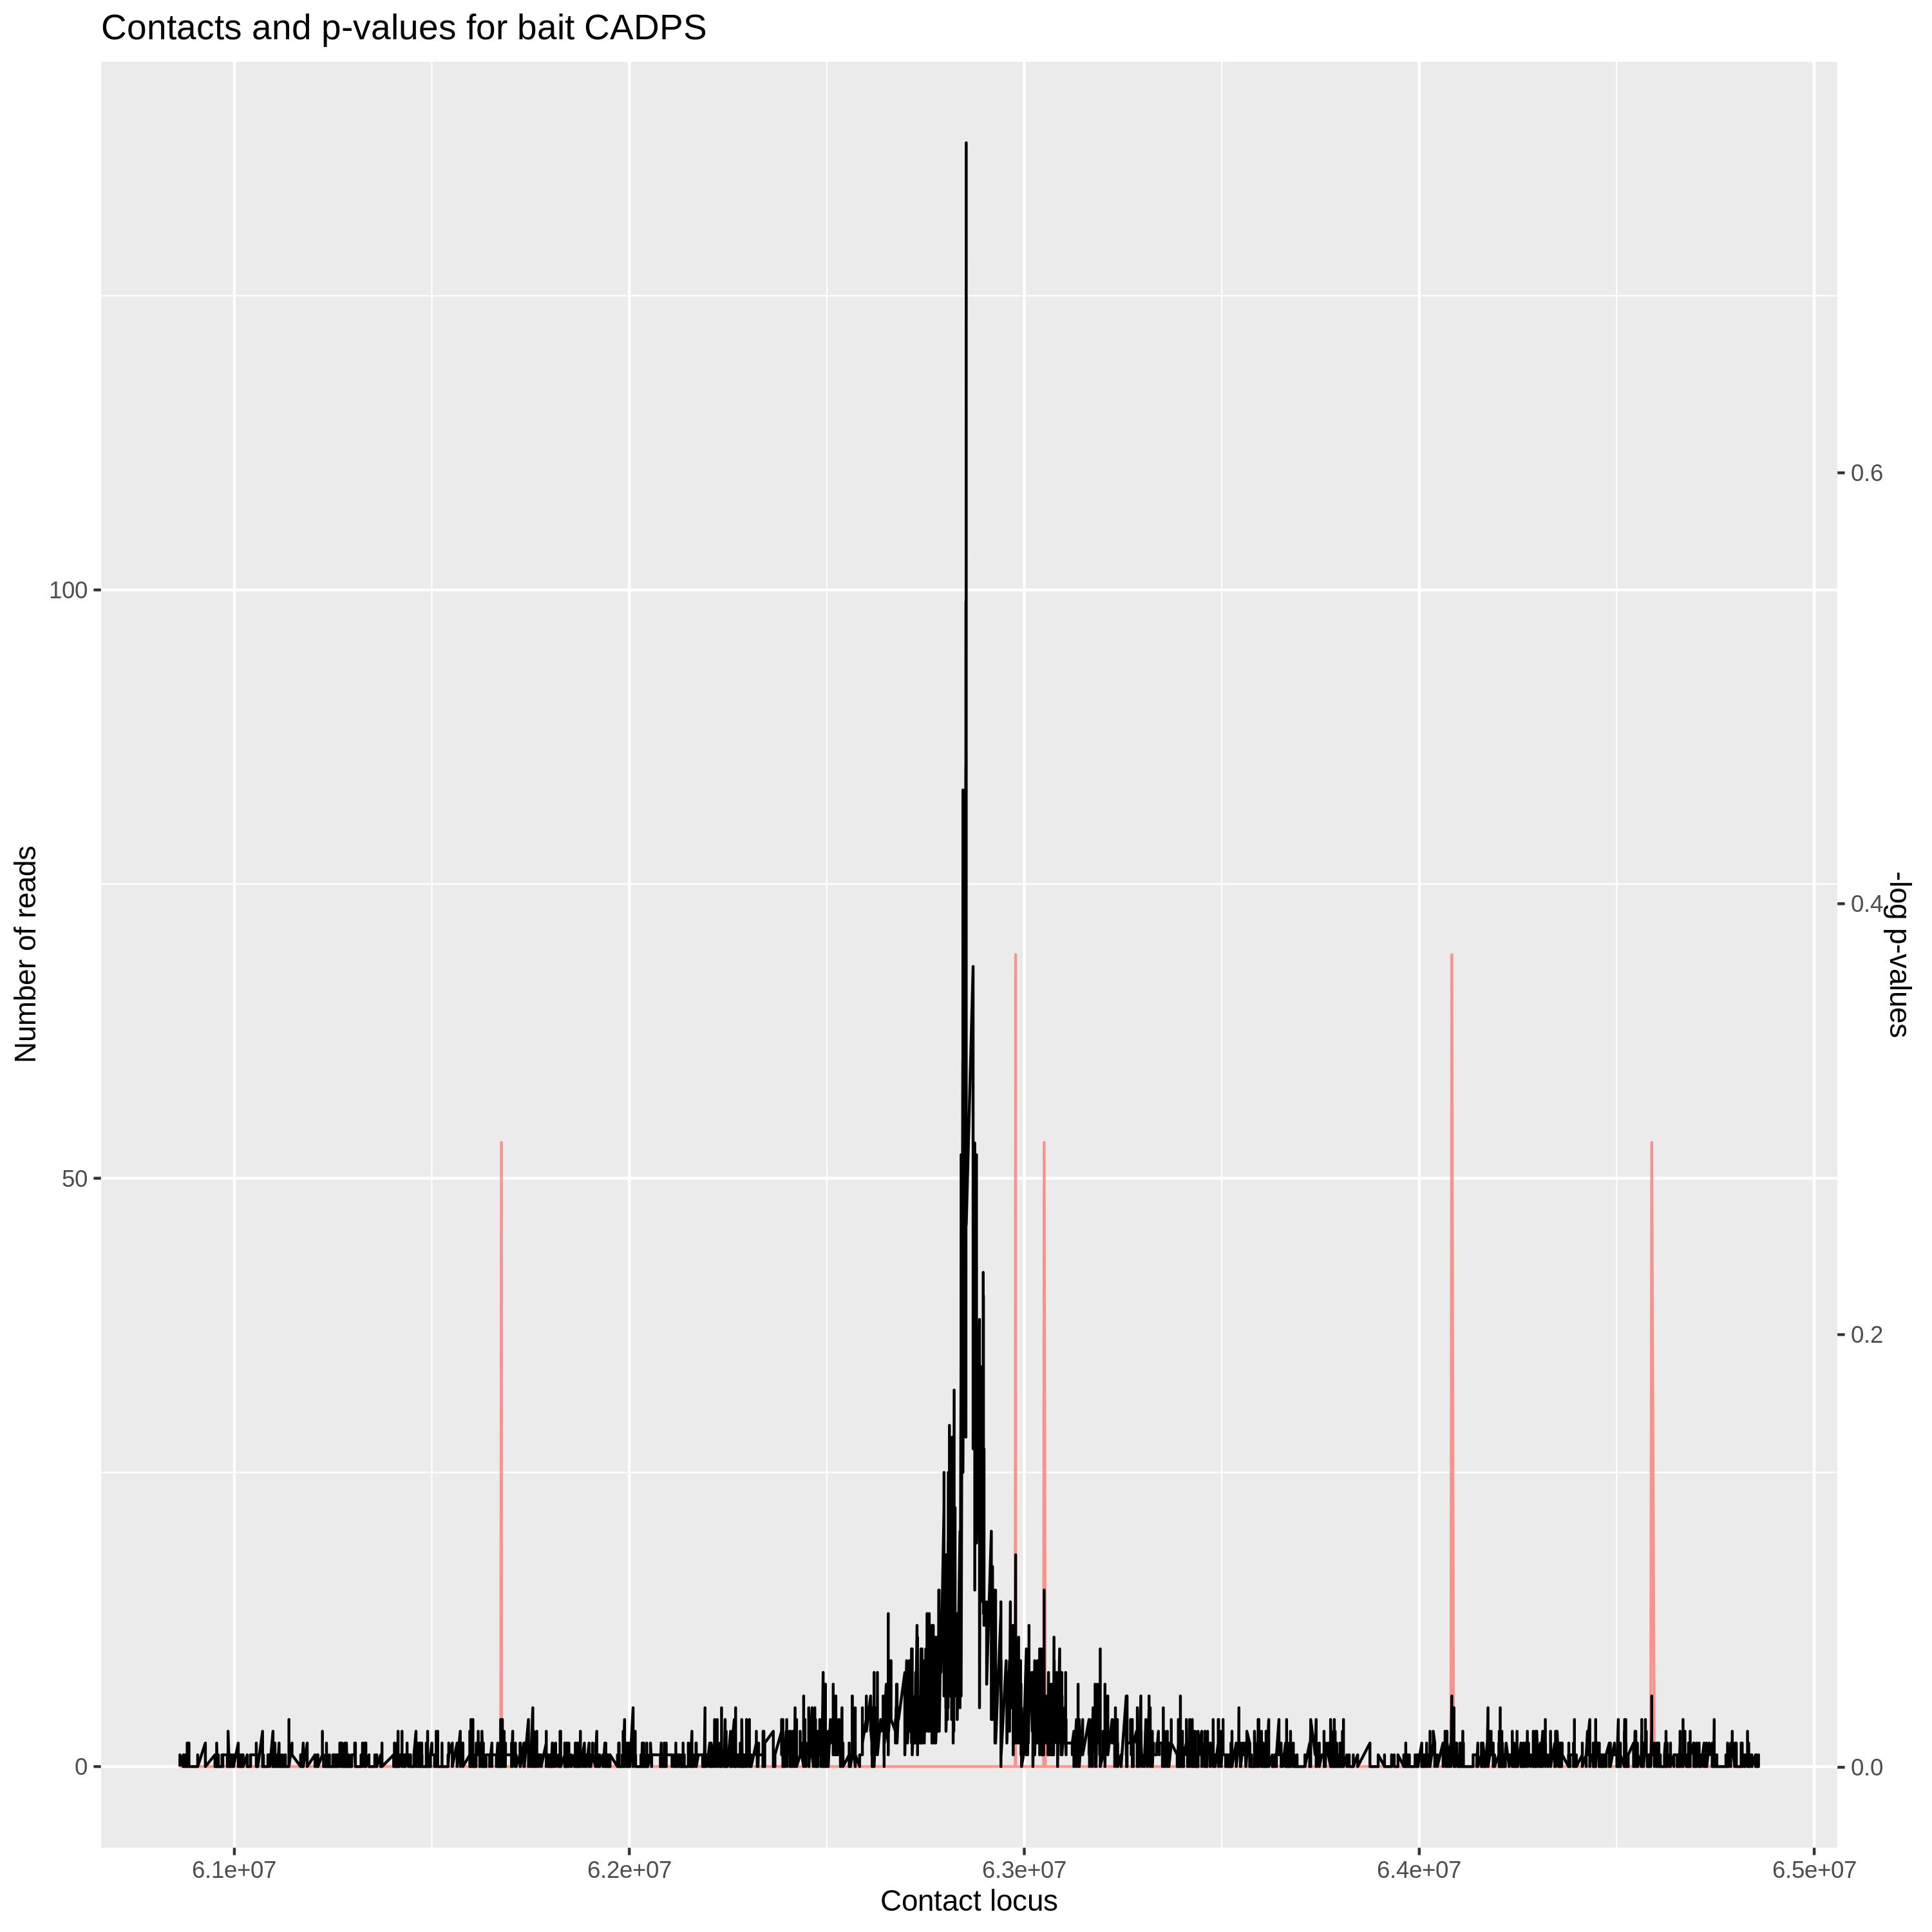 Contacts and p-values for bait CADPS
Number of reads
100
50
0
0.6
0.4
0.2
0.0
-log p-values
6.1e+07
6.2e+07
6.3e+07
6.4e+07
6.5e+07
Contact locus